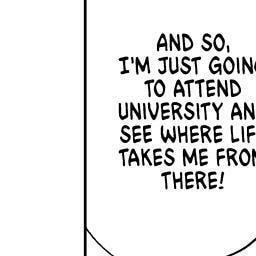 AND SO,
I'M JUST GOING
TO ATTEND
UNIVERSITY AN
SEE WHERE LIF
TAKES ME FROM
THERE!